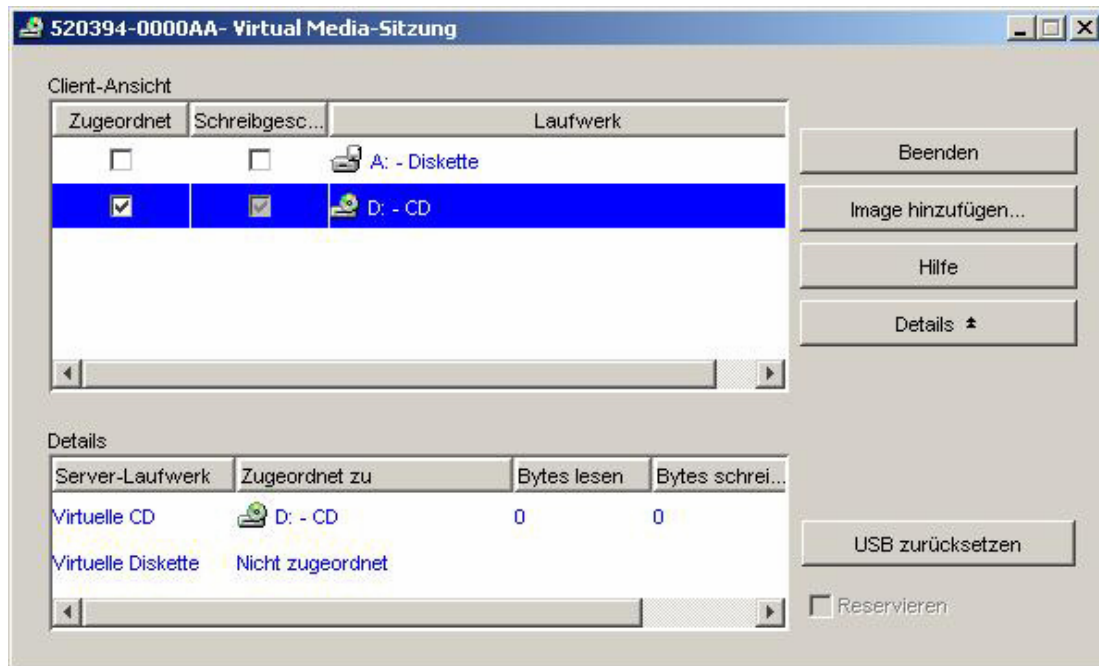 520394-0000AA- Virtual Media-Sitzung
Client-Ansicht
Zugeordnet Schreibgesc... Laufwerk
A: - Diskette
D: - CD
Beenden
Image hinzufügen...
Hilfe
Details
Details
Server-Laufwerk Zugeordnet zu Bytes lesen Bytes schrei...
Virtuelle CD D: - CD 0 0
Virtuelle Diskette Nicht zugeordnet
USB zurücksetzen
Reservieren